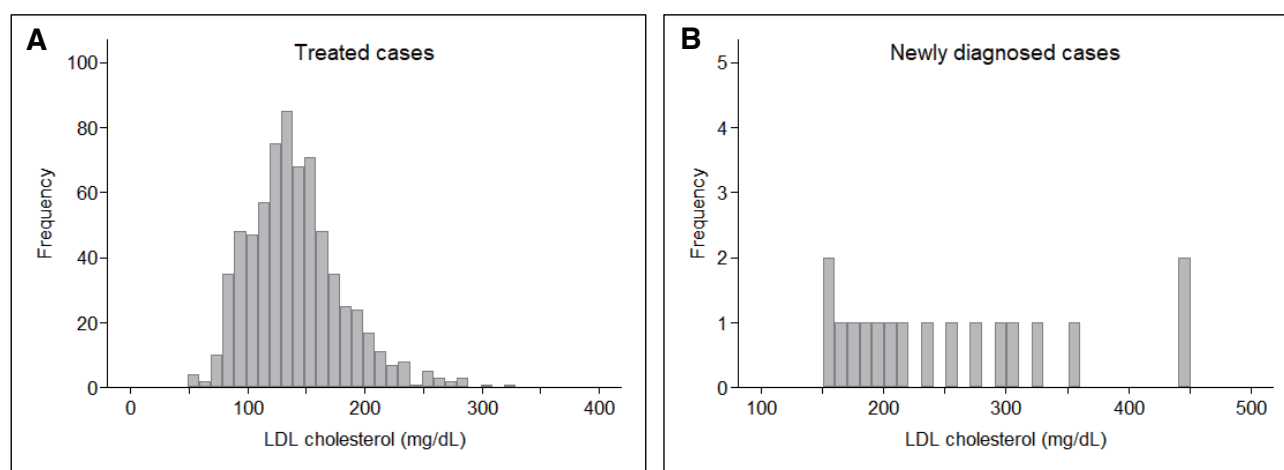 A
Treated cases
100
80
60
40
20
0
Frequency
0 100 200 300 400
LDL cholesterol (mg/dL)
B
Newly diagnosed cases
5
4
3
2
1
0
Frequency
100 200 300 400 500
LDL cholesterol (mg/dL)